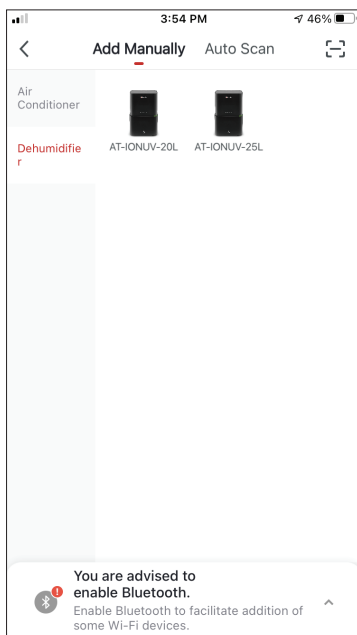 3:54 PM
46%
Add Manually Auto Scan
Air
Conditioner
Dehumidifie
r
AT-IONUV-20L AT-IONUV-25L
You are advised to
enable Bluetooth.
Enable Bluetooth to facilitate addition of
some Wi-Fi devices.